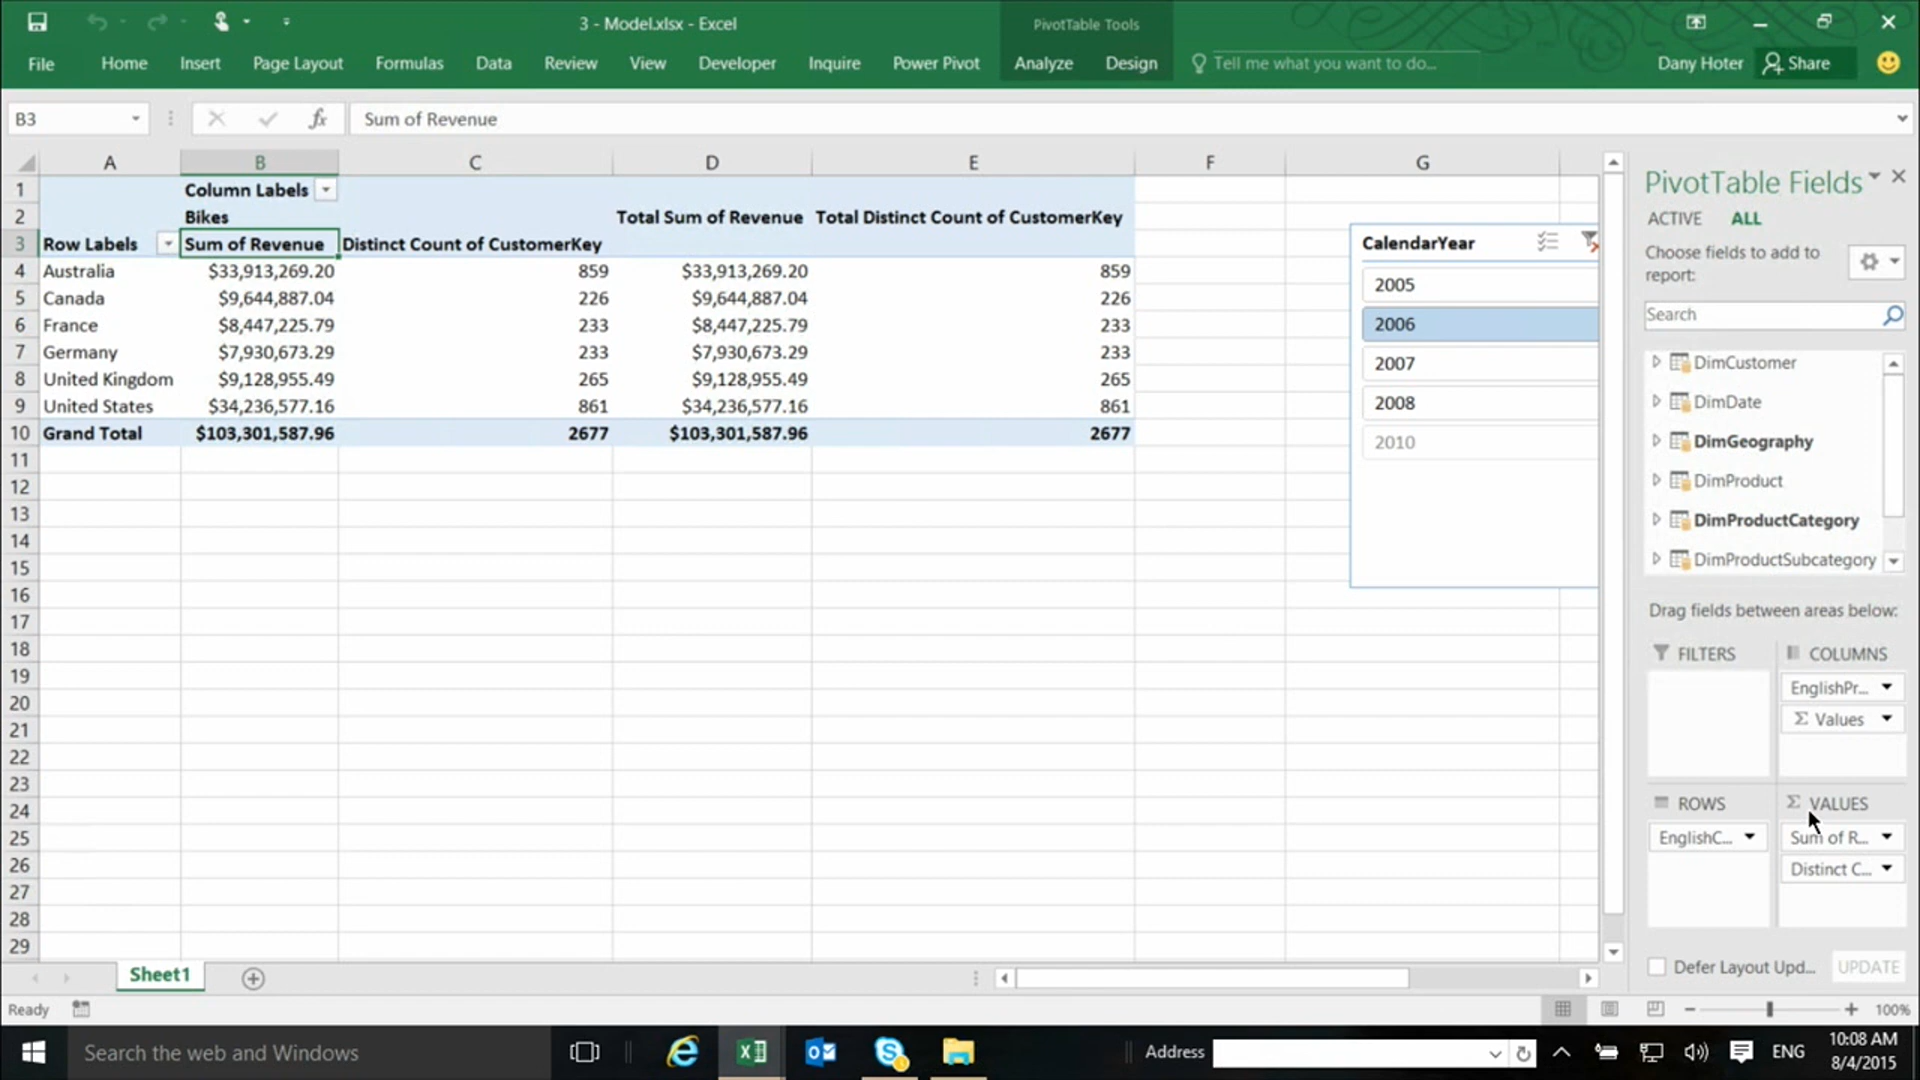 3 - Model.xlsx - Excel
PivotTable Tools
File Home Insert Page Layout Formulas Data Review View Developer Inquire Power Pivot Analyze Design Tell me what you want to do... Dany Hoter Share
B3 fx Sum of Revenue
A B C D E F G
1 Column Labels
2 Bikes Total Sum of Revenue Total Distinct Count of CustomerKey
3 Row Labels Sum of Revenue Distinct Count of CustomerKey
4 Australia $33,913,269.20 859 $33,913,269.20 859
5 Canada $9,644,887.04 226 $9,644,887.04 226
6 France $8,447,225.79 233 $8,447,225.79 233
7 Germany $7,930,673.29 233 $7,930,673.29 233
8 United Kingdom $9,128,955.49 265 $9,128,955.49 265
9 United States $34,236,577.16 861 $34,236,577.16 861
10 Grand Total $103,301,587.96 2677 $103,301,587.96 2677
11
12
13
14
15
16
17
18
19
20
21
22
23
24
25
26
27
28
29
CalendarYear
2005
2006
2007
2008
2010
PivotTable Fields
ACTIVE ALL
Choose fields to add to
report:
Search
DimCustomer
DimDate
DimGeography
DimProduct
DimProductCategory
DimProductSubcategory
Drag fields between areas below:
FILTERS
COLUMNS
EnglishPr...
Σ Values
ROWS
EnglishC...
Σ VALUES
Sum of R...
Distinct C...
Defer Layout Upd... UPDATE
Sheet1
Ready
100%
Search the web and Windows
Address
ENG
10:08 AM
8/4/2015